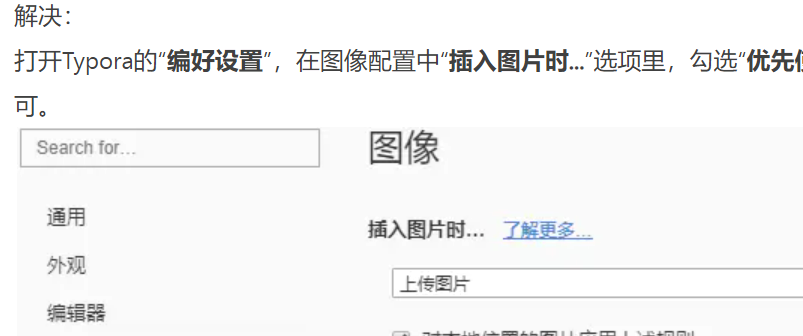 解决：
打开Typora的“编好设置”，在图像配置中“插入图片时...”选项里，勾选“优先
可。
Search for...
图像
通用
插入图片时... 了解更多...
外观
上传图片
编辑器